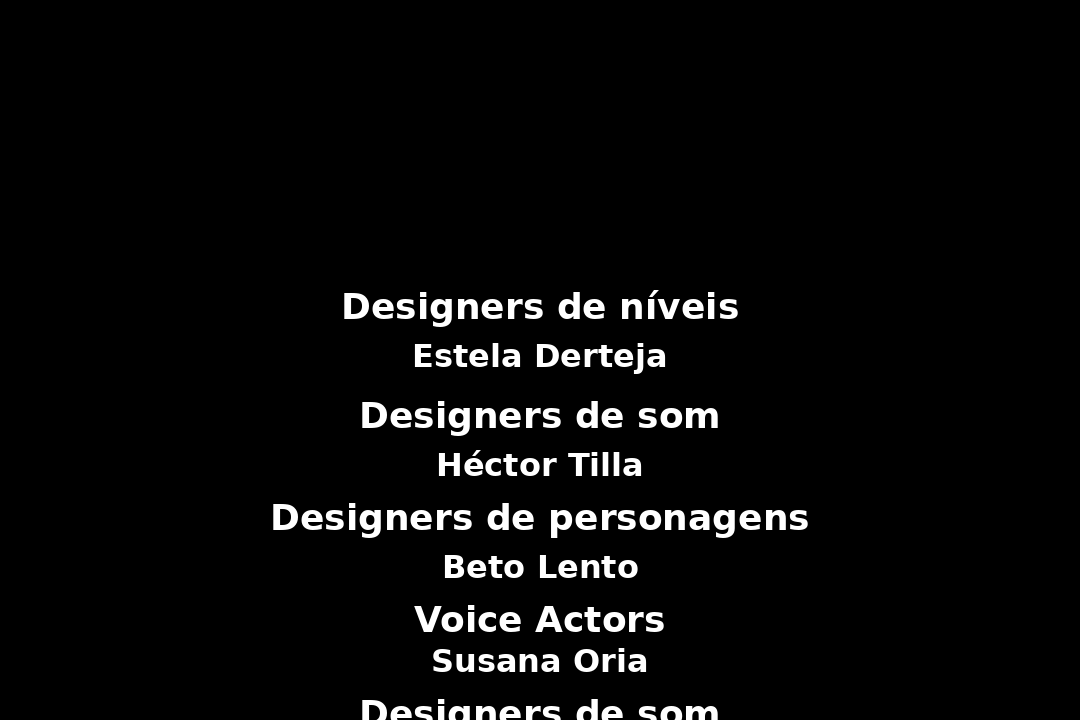 Designers de níveis
Estela Derteja
Designers de som
Héctor Tilla
Designers de personagens
Beto Lento
Voice Actors
Susana Oria
Designers de som